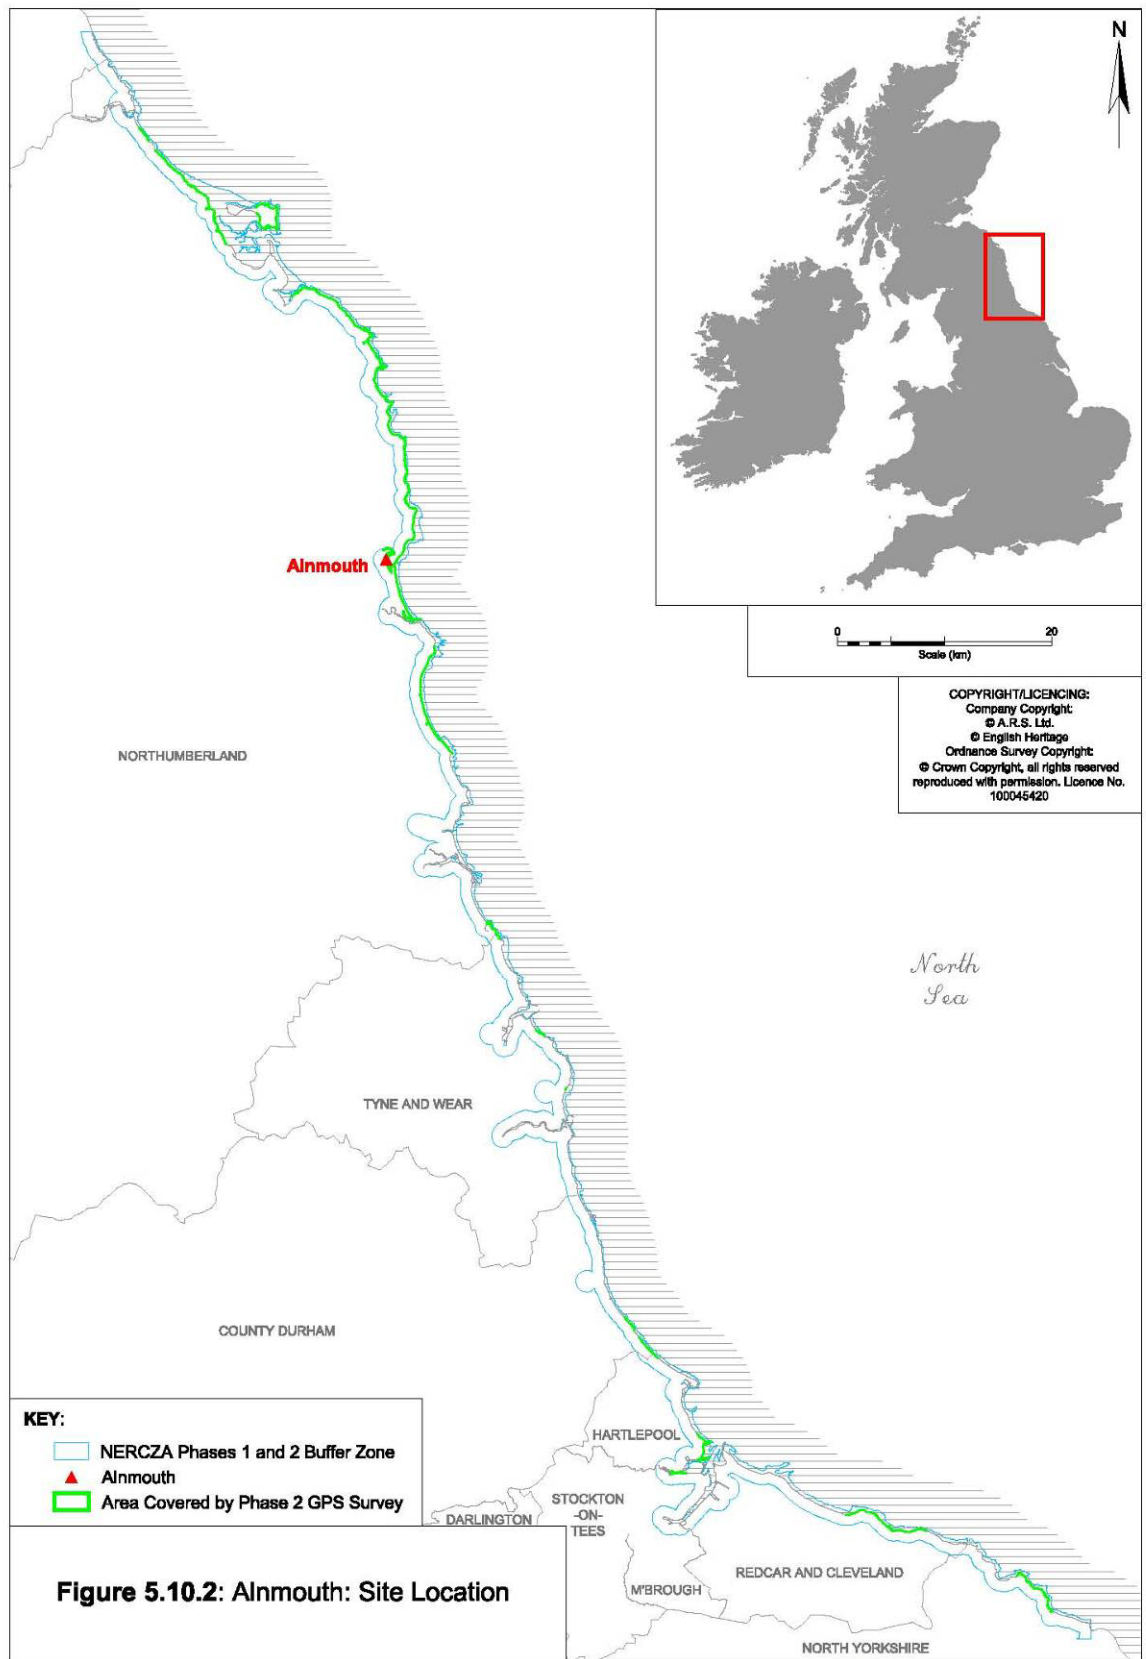 N
Alnmouth
0 20
Scale (km)
COPYRIGHT/LICENCING:
Company Copyright:
© A.R.S. Ltd.
© English Heritage
Ordnance Survey Copyright:
© Crown Copyright, all rights reserved
reproduced with permission. Licence No.
100045420
NORTHUMBERLAND
North
Sea
TYNE AND WEAR
COUNTY DURHAM
HARTLEPOOL
STOCKTON
-ON-
TEES
DARLINGTON
M'BROUGH
REDCAR AND CLEVELAND
NORTH YORKSHIRE
KEY:
NERCZA Phases 1 and 2 Buffer Zone
Alnmouth
Area Covered by Phase 2 GPS Survey
Figure 5.10.2: Alnmouth: Site Location